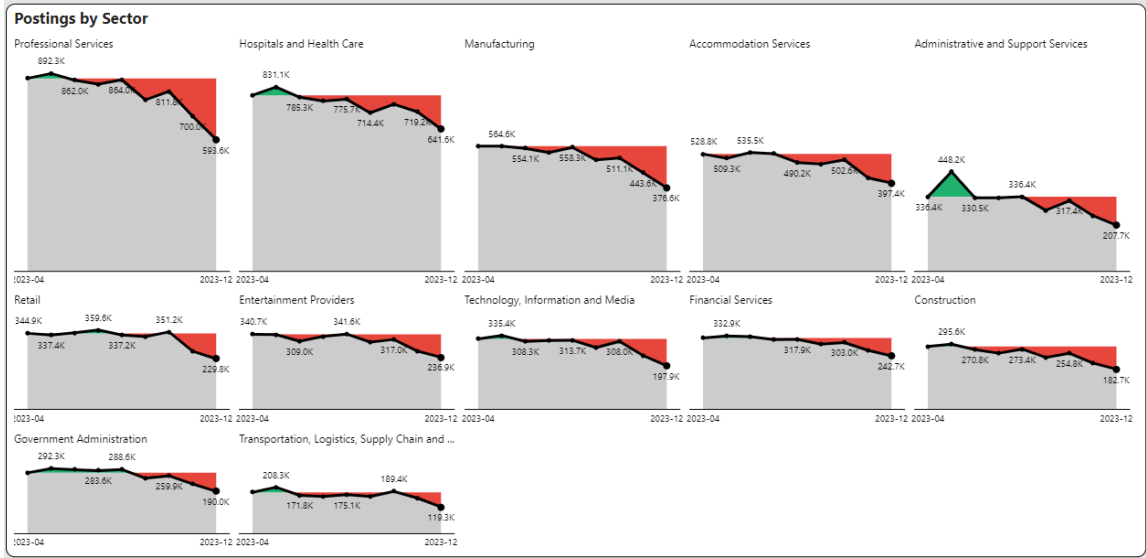 Postings by Sector
Professional Services
892.3K
862.0K
864.0K
811.8
700.0K
593.6K
2023-04
2023-12
Hospitals and Health Care
831.1K
785.3K
775.7K
714.4K
719.2K
641.6K
2023-04
2023-12
Manufacturing
564.6K
554.1K
558.3K
511.1K
443.6K
376.6K
2023-04
2023-12
Accommodation Services
528.8K
509.3K
535.5K
490.2K
502.6K
397.4K
2023-04
2023-12
Administrative and Support Services
336.4K
448.2K
330.5K
336.4K
317.4K
207.7K
2023-04
2023-12
Retail
344.9K
337.4K
359.6K
337.2K
351.2K
229.8K
2023-04
2023-12
Entertainment Providers
340.7K
309.0K
341.6K
317.0K
236.9K
2023-04
2023-12
Technology, Information and Media
335.4K
308.3K
313.7K
308.0K
197.9K
2023-04
2023-12
Financial Services
332.9K
317.9K
303.0K
242.7K
2023-04
2023-12
Construction
295.6K
270.8K
273.4K
254.8K
182.7K
2023-04
2023-12
Government Administration
292.3K
283.6K
288.6K
259.9K
190.0K
2023-04
2023-12
Transportation, Logistics, Supply Chain and ...
208.3K
171.8K
175.1K
189.4K
119.3K
2023-04
2023-12